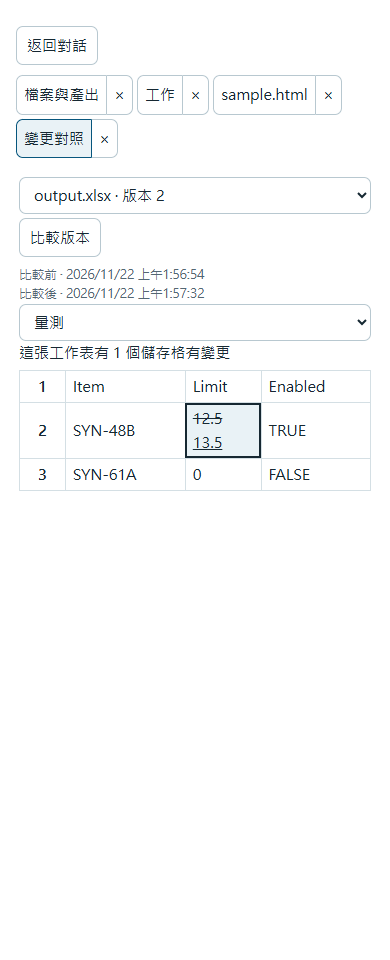 返回對話
檔案與產出 × 工作 × sample.html ×
變更對照 ×
output.xlsx · 版本 2
比較版本
比較前 · 2026/11/22 上午1:56:54
比較後 · 2026/11/22 上午1:57:32
量測
這張工作表有 1 個儲存格有變更
1 Item Limit Enabled
2 SYN-48B 12.5 13.5 TRUE
3 SYN-61A 0 FALSE